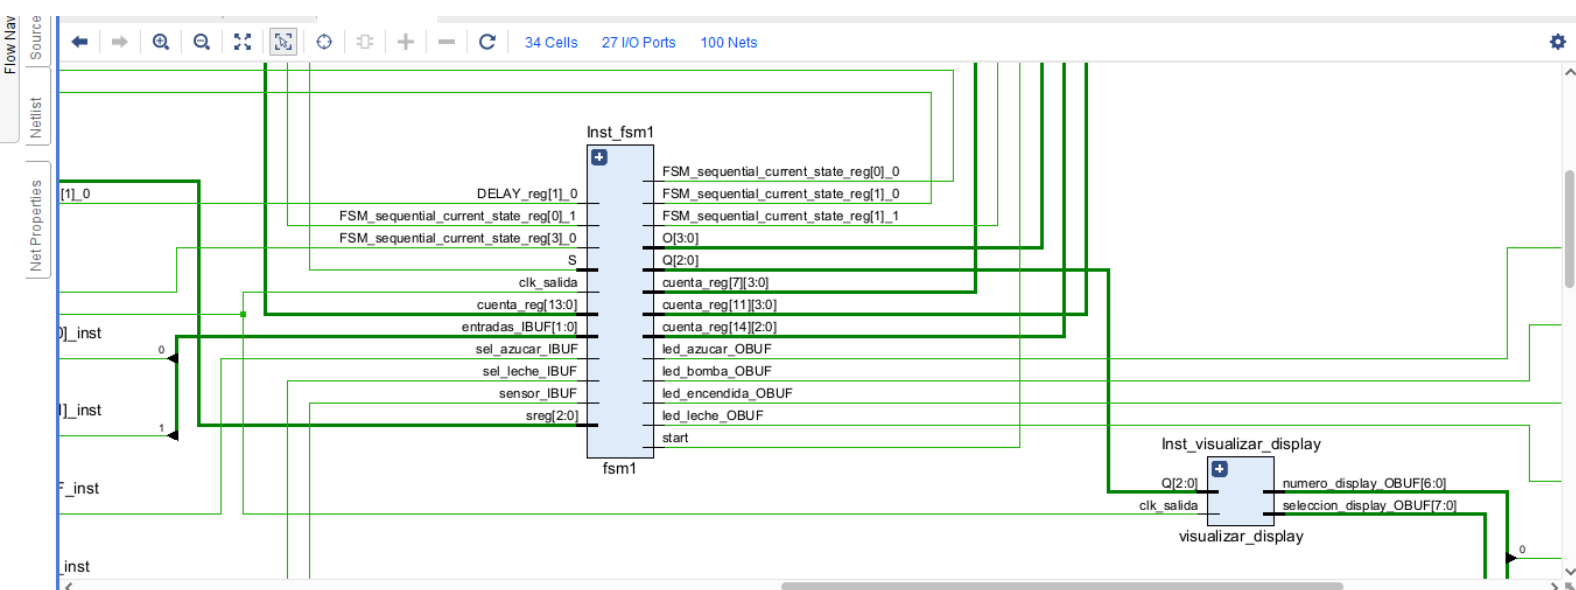 Flow Nav
Source
Netlist
Net Properties
34 Cells
27 I/O Ports
100 Nets
Inst_fsm1
FSM_sequential_current_state_reg[0]_0
[1]_0
DELAY_reg[1]_0
FSM_sequential_current_state_reg[1]_0
FSM_sequential_current_state_reg[0]_1
FSM_sequential_current_state_reg[1]_1
FSM_sequential_current_state_reg[3]_0
O[3:0]
S
Q[2:0]
clk_salida
cuenta_reg[7][3:0]
cuenta_reg[13:0]
cuenta_reg[11][3:0]
entradas_IBUF[1:0]
cuenta_reg[14][2:0]
0]_inst
0
sel_azucar_IBUF
led_azucar_OBUF
sel_leche_IBUF
led_bomba_OBUF
sensor_IBUF
led_encendida_OBUF
1]_inst
1
sreg[2:0]
led_leche_OBUF
start
fsm1
Inst_visualizar_display
F_inst
Q[2:0]
numero_display_OBUF[6:0]
clk_salida
seleccion_display_OBUF[7:0]
visualizar_display
0
_inst